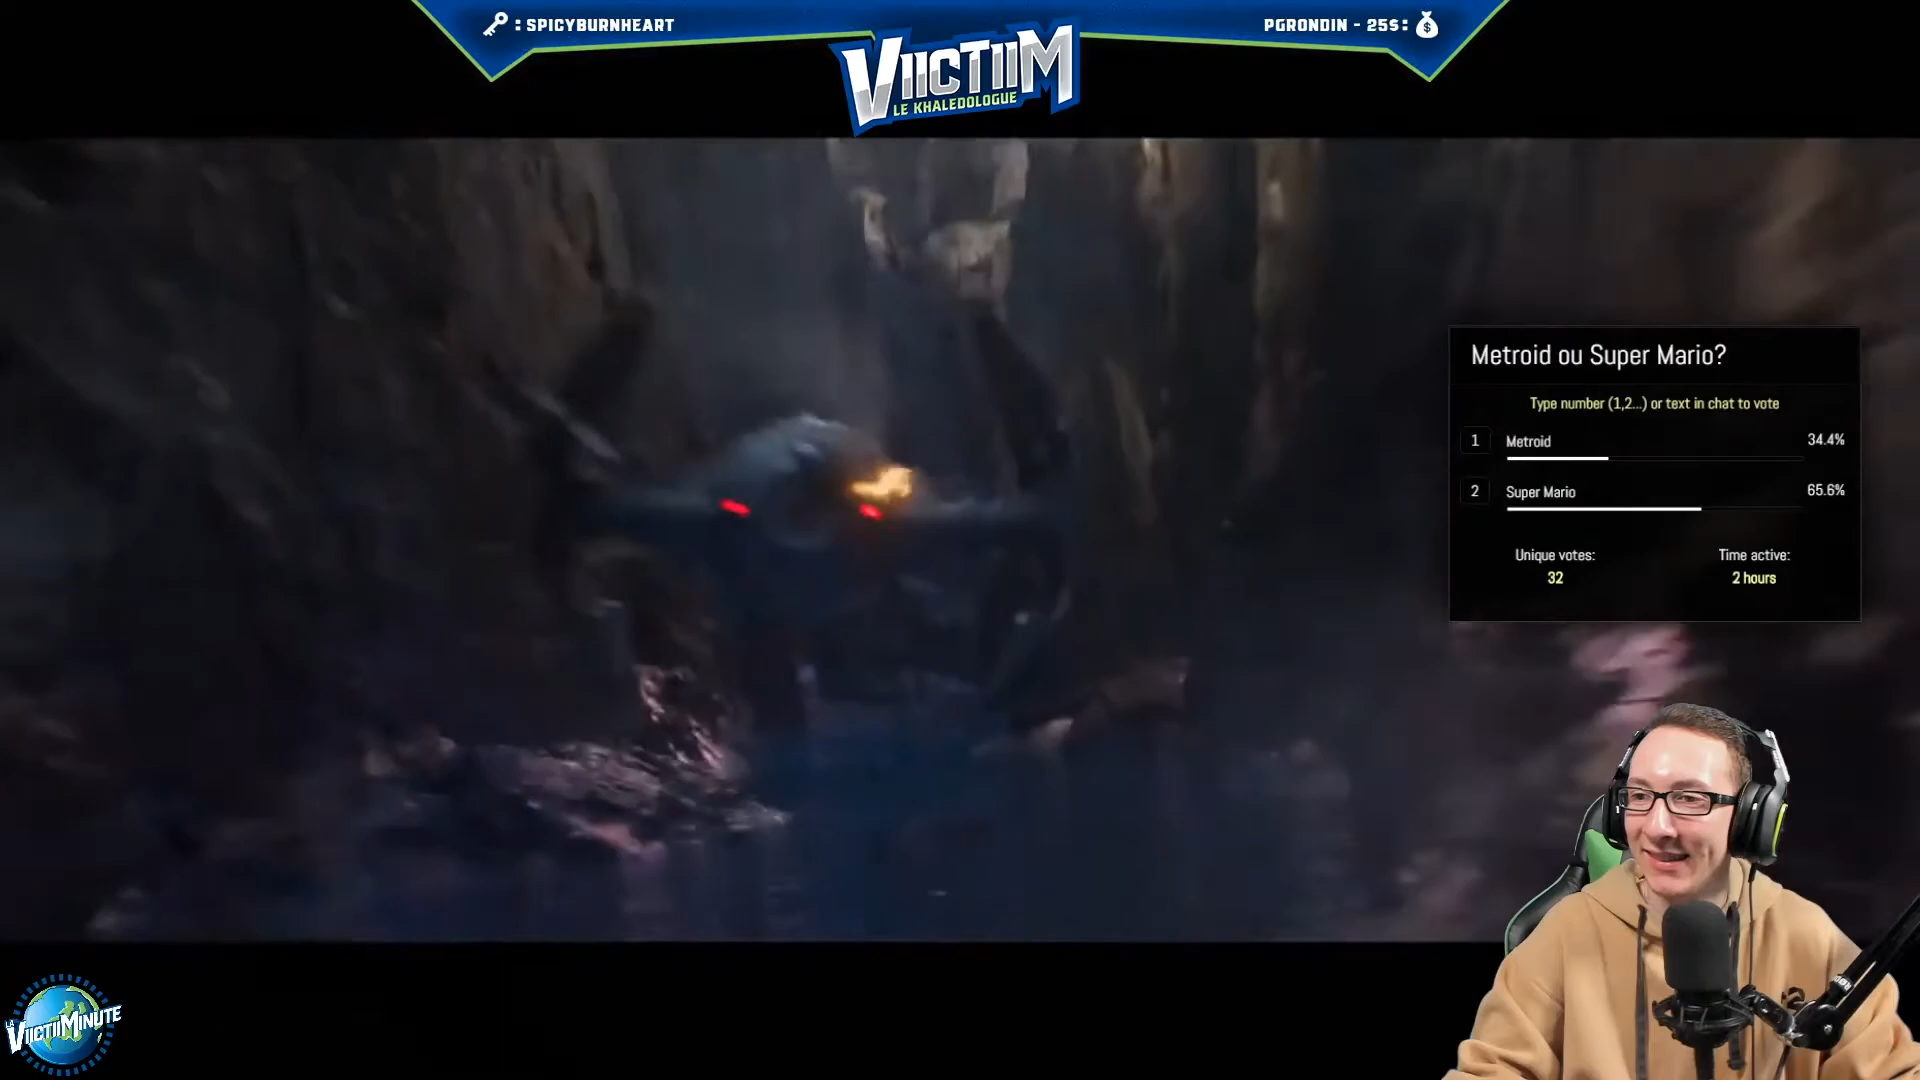 : SPICYBURNHEART
PGRONDIN - 25$:
VIICTIIM
LE KHALEDOLOGUE
Metroid ou Super Mario?
Type number (1,2...) or text in chat to vote
1 Metroid 34.4%
2 Super Mario 65.6%
Unique votes: Time active:
32 2 hours
LA
VIICTIIMINUTE